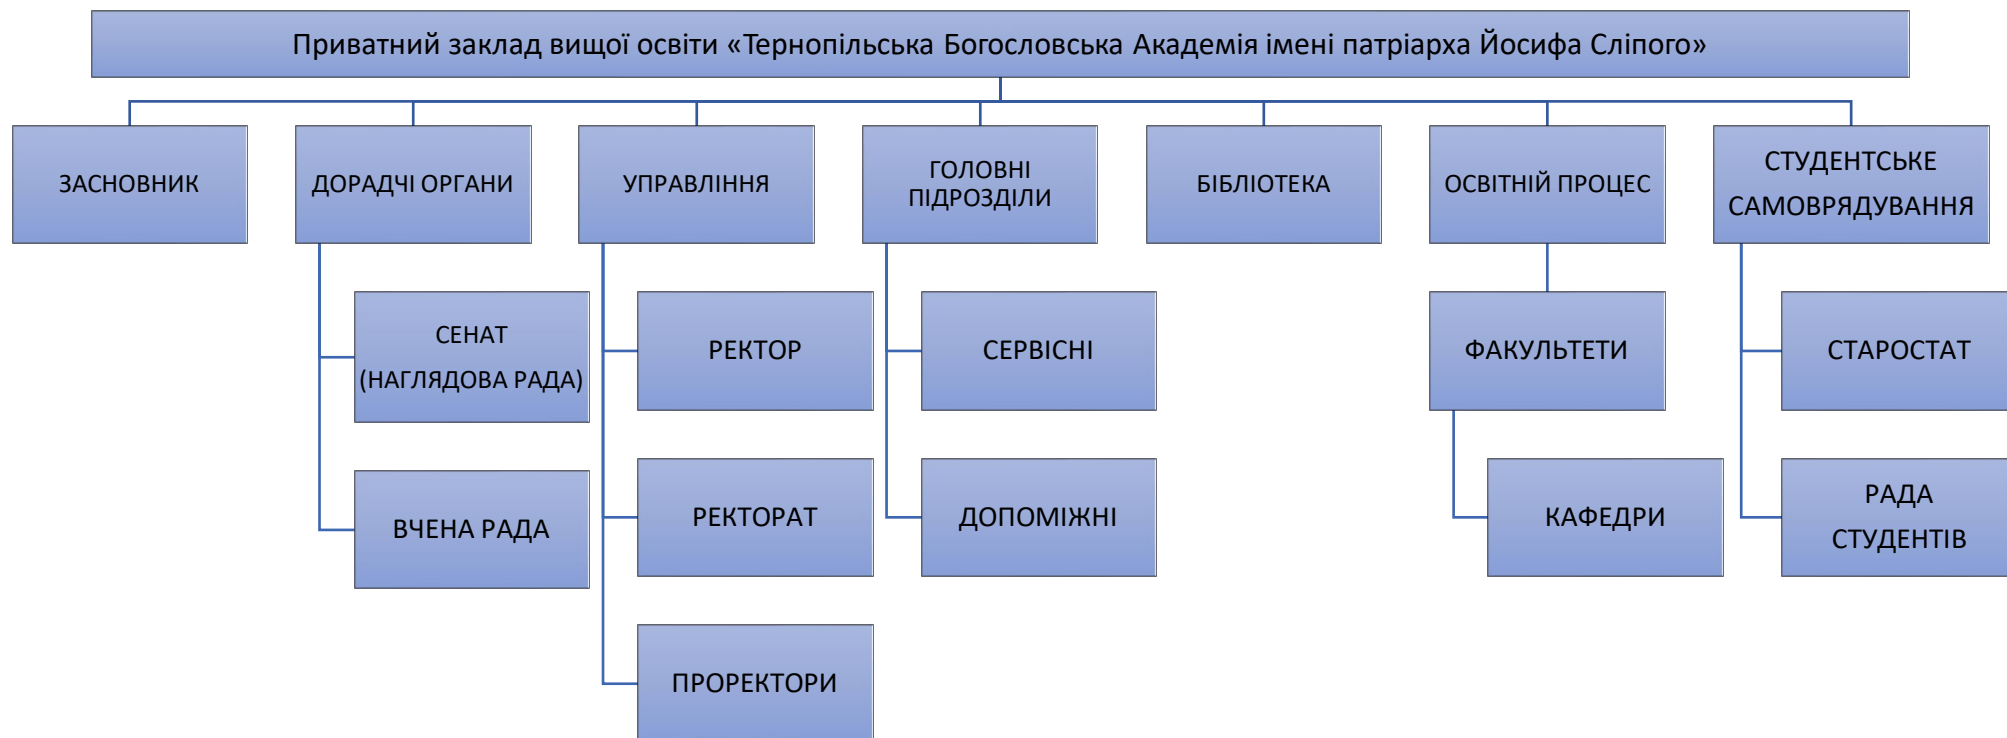 Приватний заклад вищої освіти «Тернопільська Богословська Академія імені патріарха Йосифа Сліпого»
ЗАСНОВНИК
ДОРАДЧІ ОРГАНИ
УПРАВЛІННЯ
ГОЛОВНІ
ПІДРОЗДІЛИ
БІБЛІОТЕКА
ОСВІТНІЙ ПРОЦЕС
СТУДЕНТСЬКЕ
САМОВРЯДУВАННЯ
СЕНАТ
(НАГЛЯДОВА РАДА)
РЕКТОР
СЕРВІСНІ
ФАКУЛЬТЕТИ
СТАРОСТАТ
ВЧЕНА РАДА
РЕКТОРАТ
ДОПОМІЖНІ
КАФЕДРИ
РАДА
СТУДЕНТІВ
ПРОРЕКТОРИ